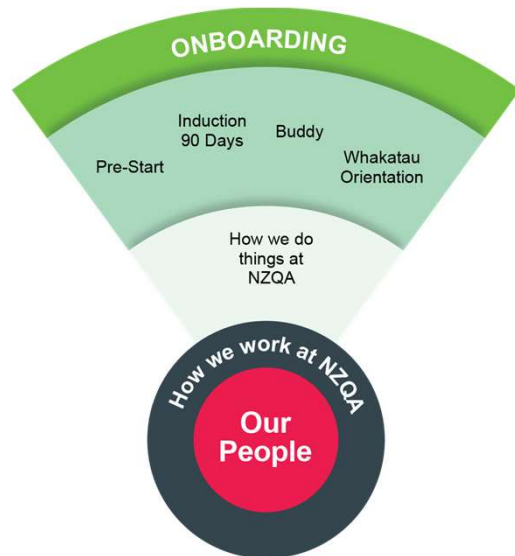 ONBOARDING
Induction
90 Days
Buddy
Pre-Start
Whakatau
Orientation
How we do
things at
NZQA
How we work at NZQA
Our
People